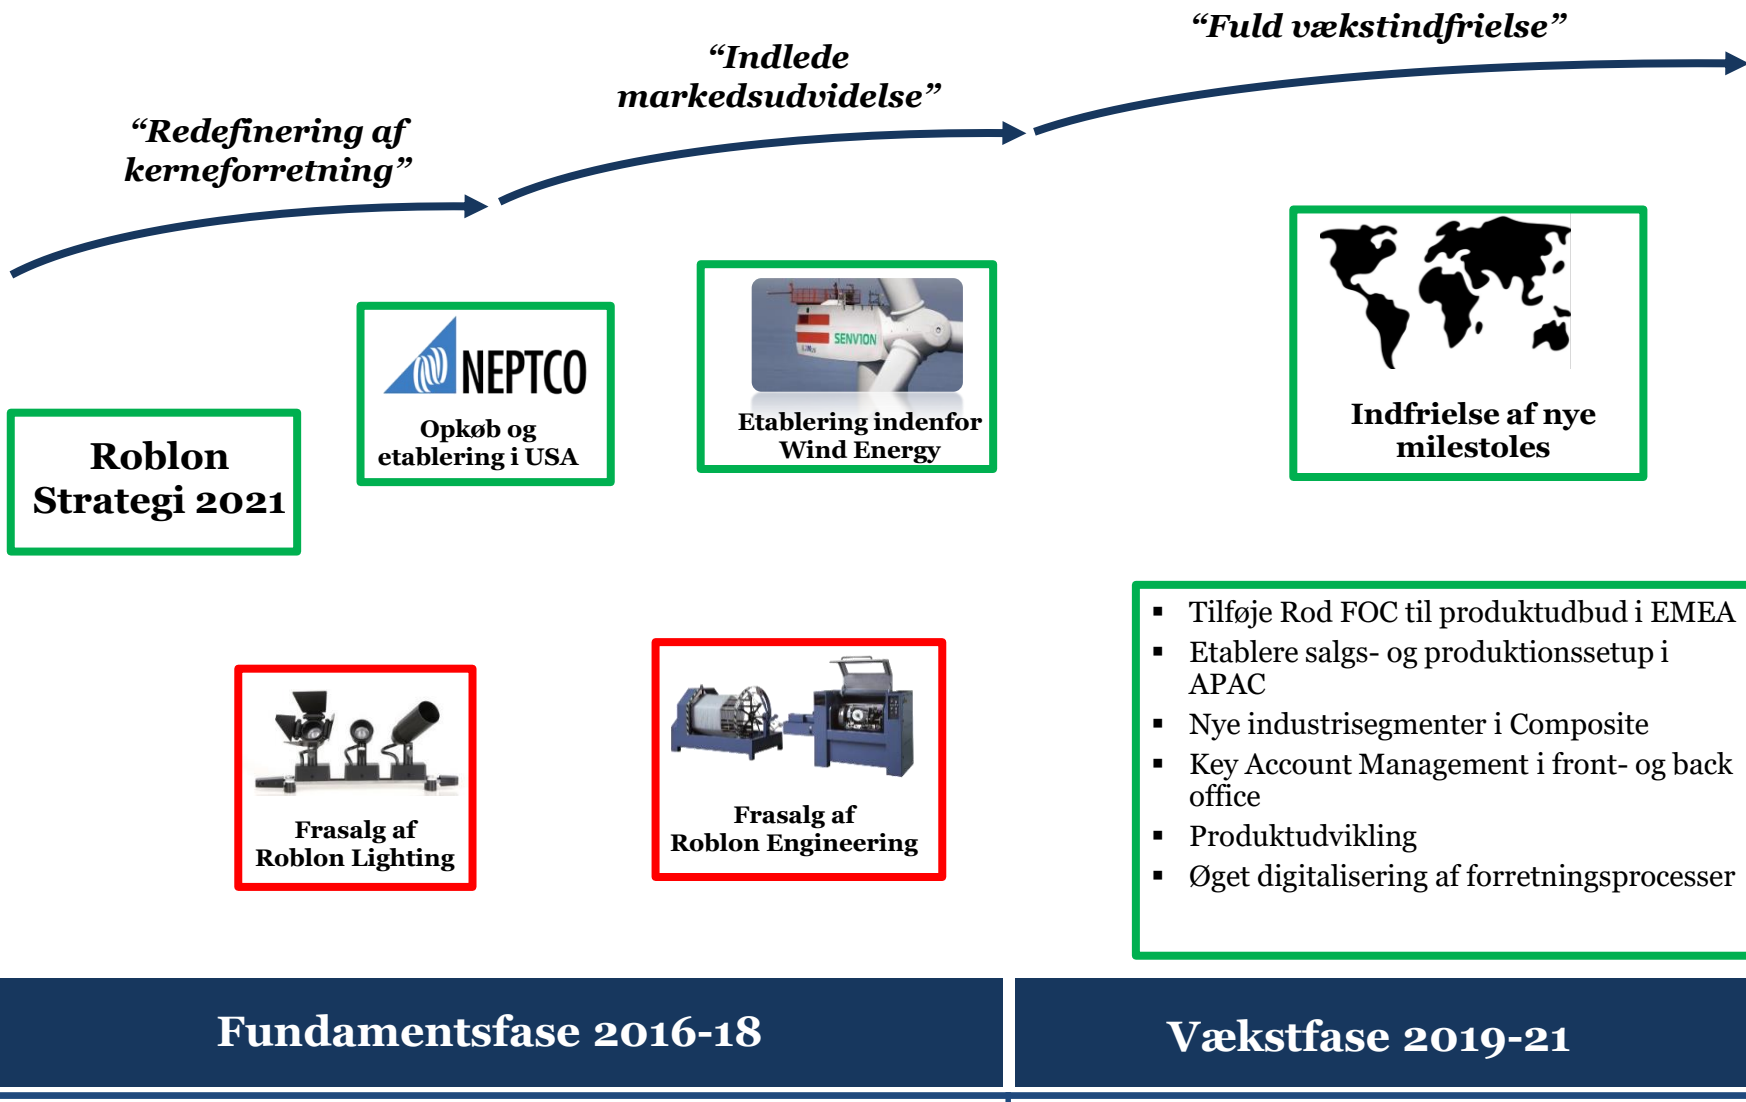 “Fuld vækstindfrielse”
“Indlede
markedsudvidelse”
“Redefinering af
kerneforretning”
NEPTCO
Opkøb og
etablering i USA
SENVION
Etablering indenfor
Wind Energy
Indfrielse af nye
milestoles
Roblon
Strategi 2021
Frasalg af
Roblon Lighting
Frasalg af
Roblon Engineering
▪ Tilføje Rod FOC til produktudbud i EMEA
▪ Etablere salgs- og produktionssetup i
APAC
▪ Nye industrisegmenter i Composite
▪ Key Account Management i front- og back
office
▪ Produktudvikling
▪ Øget digitalisering af forretningsprocesser
Fundamentsfase 2016-18
Vækstfase 2019-21